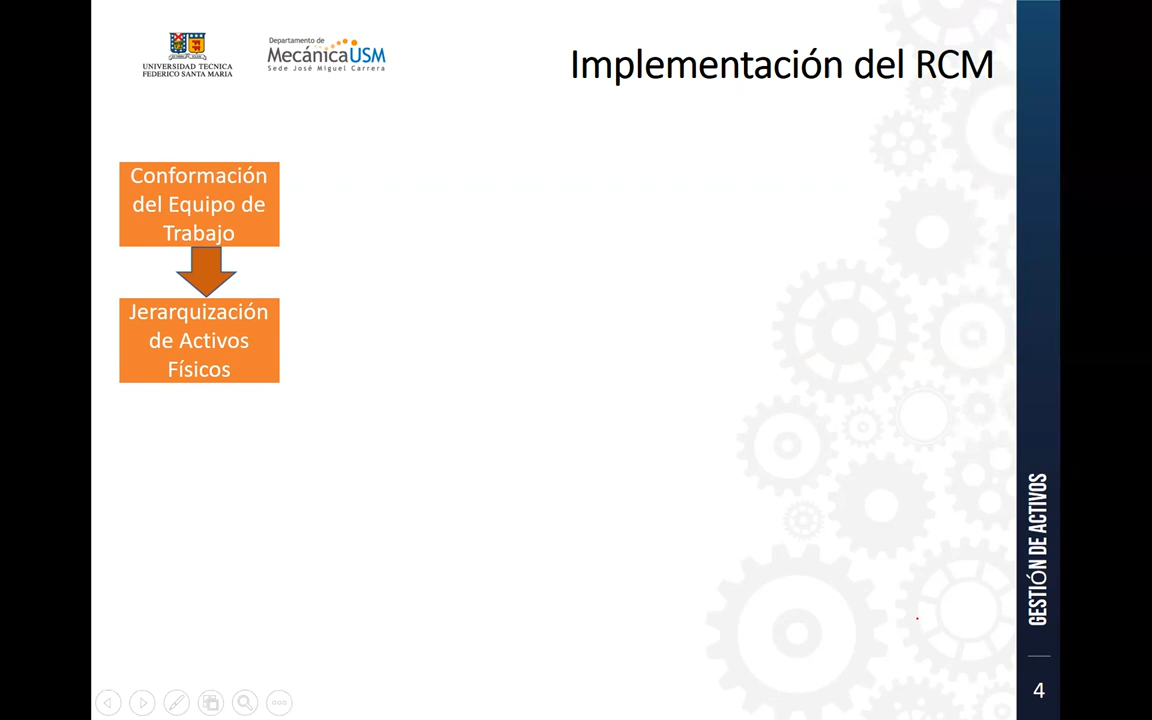 UNIVERSIDAD TECNICA
FEDERICO SANTA MARIA
Departamento de
MecánicaUSM
Sede José Miguel Carrera
Implementación del RCM
Conformación
del Equipo de
Trabajo
Jerarquización
de Activos
Físicos
GESTIÓN DE ACTIVOS
4